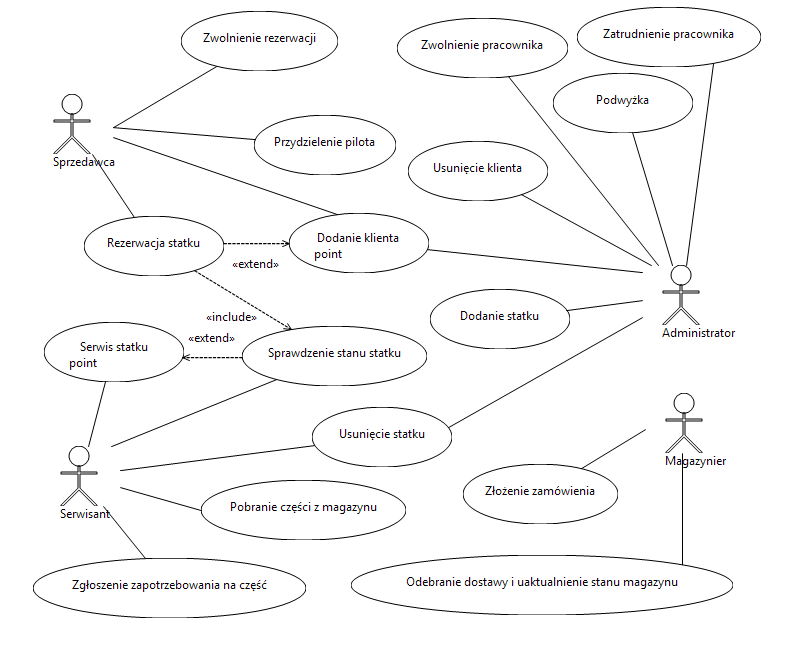 Zwolnienie rezerwacji
Zwolnienie pracownika
Zatrudnienie pracownika
Podwyżka
Sprzedawca
Przydzielenie pilota
Usunięcie klienta
Rezerwacja statku
Dodanie klienta
point
«extend»
Dodanie statku
Administrator
«include»
«extend»
Serwis statku
point
Sprawdzenie stanu statku
Usunięcie statku
Magazynier
Złożenie zamówienia
Pobranie części z magazynu
Serwisant
Zgłoszenie zapotrzebowania na część
Odebranie dostawy i uaktualnienie stanu magazynu